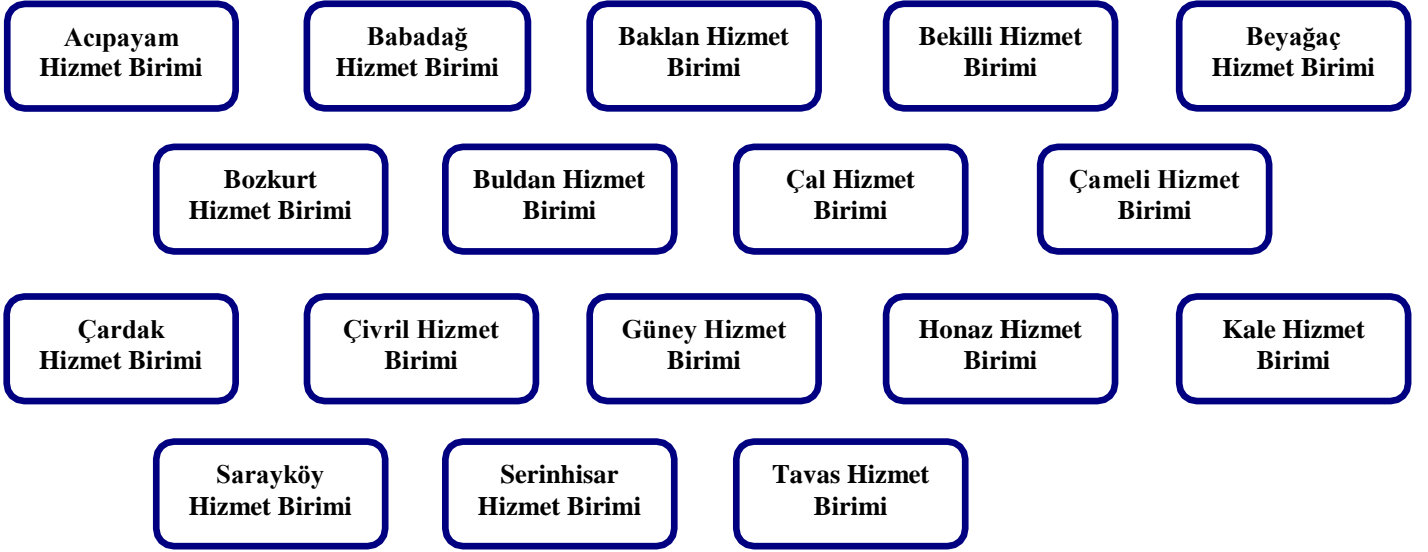 Acıpayam
Hizmet Birimi
Babadağ
Hizmet Birimi
Baklan Hizmet
Birimi
Bekilli Hizmet
Birimi
Beyağaç
Hizmet Birimi
Bozkurt
Hizmet Birimi
Buldan Hizmet
Birimi
Çal Hizmet
Birimi
Çameli Hizmet
Birimi
Çardak
Hizmet Birimi
Çivril Hizmet
Birimi
Güney Hizmet
Birimi
Honaz Hizmet
Birimi
Kale Hizmet
Birimi
Sarayköy
Hizmet Birimi
Serinhisar
Hizmet Birimi
Tavas Hizmet
Birimi